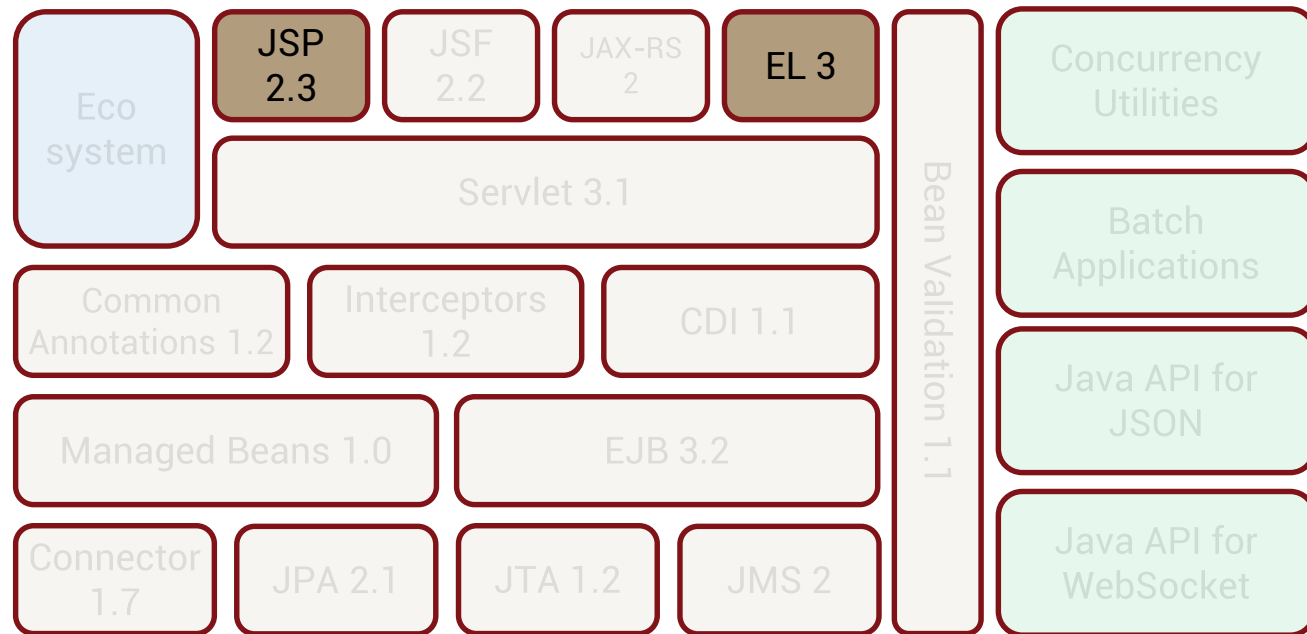 Eco
system
JSP
2.3
JSF
2.2
JAX-RS
2
EL 3
Servlet 3.1
Common
Annotations 1.2
Interceptors
1.2
CDI 1.1
Managed Beans 1.0
EJB 3.2
Connector
1.7
JPA 2.1
JTA 1.2
JMS 2
Bean Validation 1.1
Concurrency
Utilities
Batch
Applications
Java API for
JSON
Java API for
WebSocket